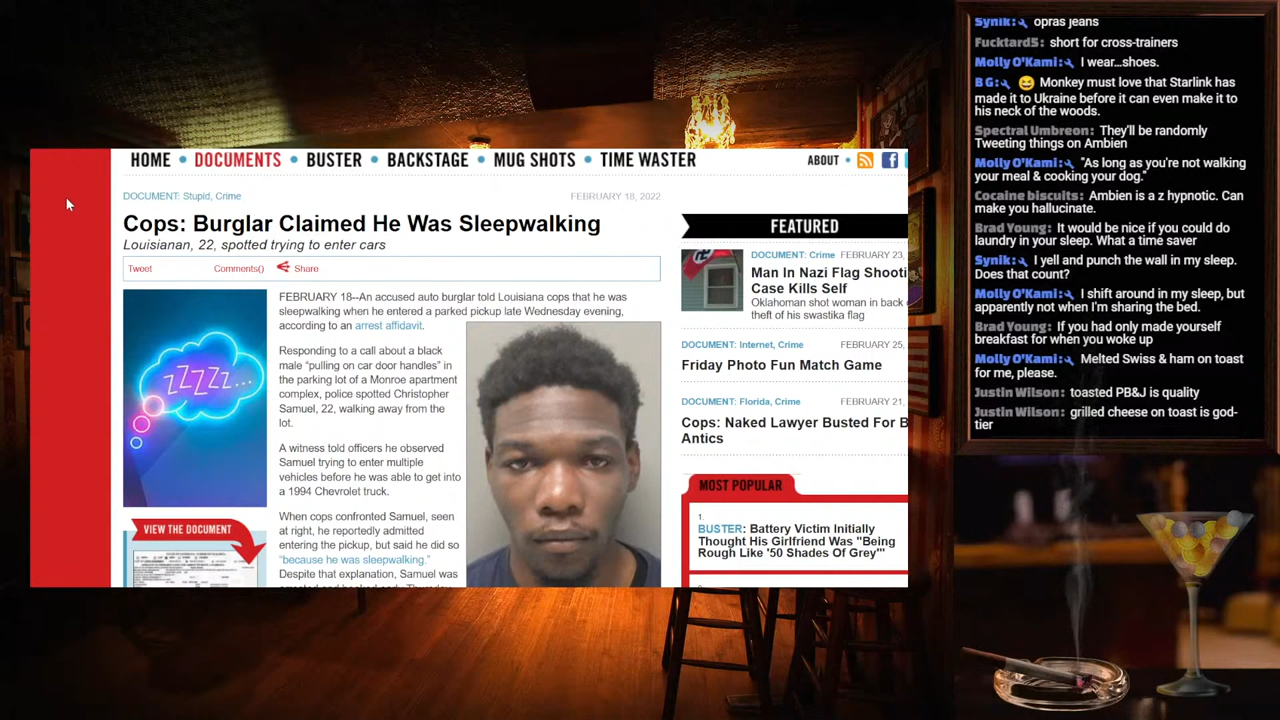 HOME • DOCUMENTS • BUSTER • BACKSTAGE • MUG SHOTS • TIME WASTER
ABOUT •
DOCUMENT: Stupid, Crime
FEBRUARY 18, 2022
Cops: Burglar Claimed He Was Sleepwalking
Louisianan, 22, spotted trying to enter cars
Tweet
Comments()
Share
zzzzz...
VIEW THE DOCUMENT
FEBRUARY 18--An accused auto burglar told Louisiana cops that he was
sleepwalking when he entered a parked pickup late Wednesday evening,
according to an arrest affidavit.
Responding to a call about a black
male “pulling on car door handles” in
the parking lot of a Monroe apartment
complex, police spotted Christopher
Samuel, 22, walking away from the
lot.
A witness told officers he observed
Samuel trying to enter multiple
vehicles before he was able to get into
a 1994 Chevrolet truck.
When cops confronted Samuel, seen
at right, he reportedly admitted
entering the pickup, but said he did so
“because he was sleepwalking.”
Despite that explanation, Samuel was
FEATURED
DOCUMENT: Crime
FEBRUARY 23,
Man In Nazi Flag Shooti
Case Kills Self
Oklahoman shot woman in back
theft of his swastika flag
DOCUMENT: Internet, Crime
FEBRUARY 25,
Friday Photo Fun Match Game
DOCUMENT: Florida, Crime
FEBRUARY 21,
Cops: Naked Lawyer Busted For B
Antics
MOST POPULAR
1.
BUSTER: Battery Victim Initially
Thought His Girlfriend Was "Being
Rough Like '50 Shades Of Grey'"
Synik: opras jeans
Fucktard5: short for cross-trainers
Molly O'Kami: I wear...shoes.
B G: 😆 Monkey must love that Starlink has
made it to Ukraine before it can even make it to
his neck of the woods.
Spectral Umbreon: They'll be randomly
Tweeting things on Ambien
Molly O'Kami: "As long as you're not walking
your meal & cooking your dog."
Cocaine biscuits: Ambien is a z hypnotic. Can
make you hallucinate.
Brad Young: It would be nice if you could do
laundry in your sleep. What a time saver
Synik: I yell and punch the wall in my sleep.
Does that count?
Molly O'Kami: I shift around in my sleep, but
apparently not when I'm sharing the bed.
Brad Young: If you had only made yourself
breakfast for when you woke up
Molly O'Kami: Melted Swiss & ham on toast
for me, please.
Justin Wilson: toasted PB&J is quality
Justin Wilson: grilled cheese on toast is god-
tier